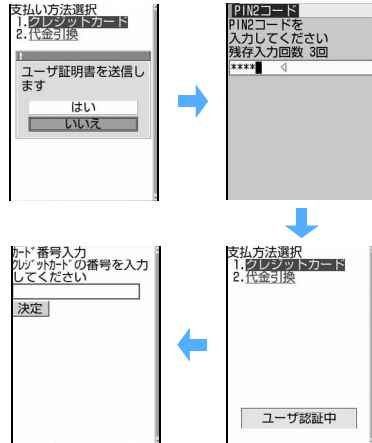 支払い方法選択
1.クレジットカード
2.代金引換
!
ユーザ証明書を送信し
ます
はい
いいえ
PIN2コード
PIN2コードを
入力してください
残存入力回数 3回
****
支払方法選択
1.クレジットカード
2.代金引換
ユーザ認証中
カード番号入力
クレジットカードの番号を入力
してください
決定